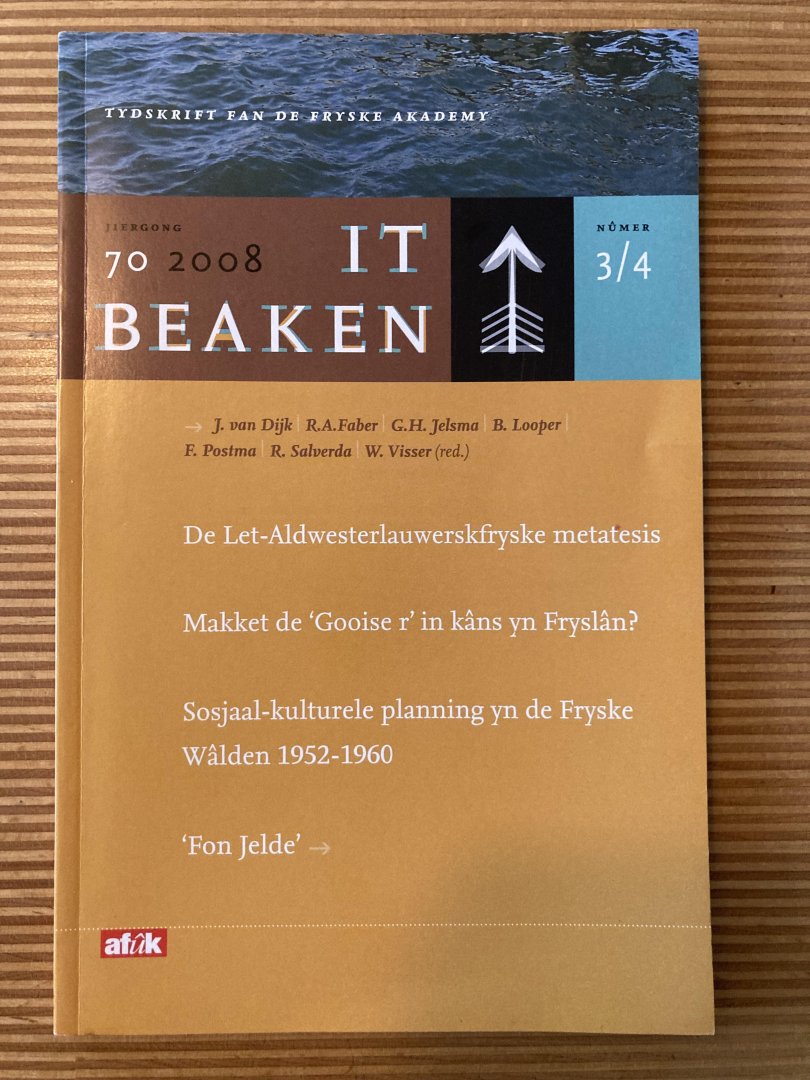 TYDSKRIFT FAN DE FRYSKE AKADEMY
JIERGONG
70 2008
IT
BEAKEN
NÛMER
3/4
→ J. van Dijk | R.A.Faber | G.H. Jelsma | B. Looper |
F. Postma | R. Salverda | W. Visser (red.)
De Let-Aldwesterlauwerskfryske metatesis
Makket de ‘Gooise r’ in kâns yn Fryslân?
Sosjaal-kulturele planning yn de Fryske
Wâlden 1952-1960
‘Fon Jelde’ →
afûk